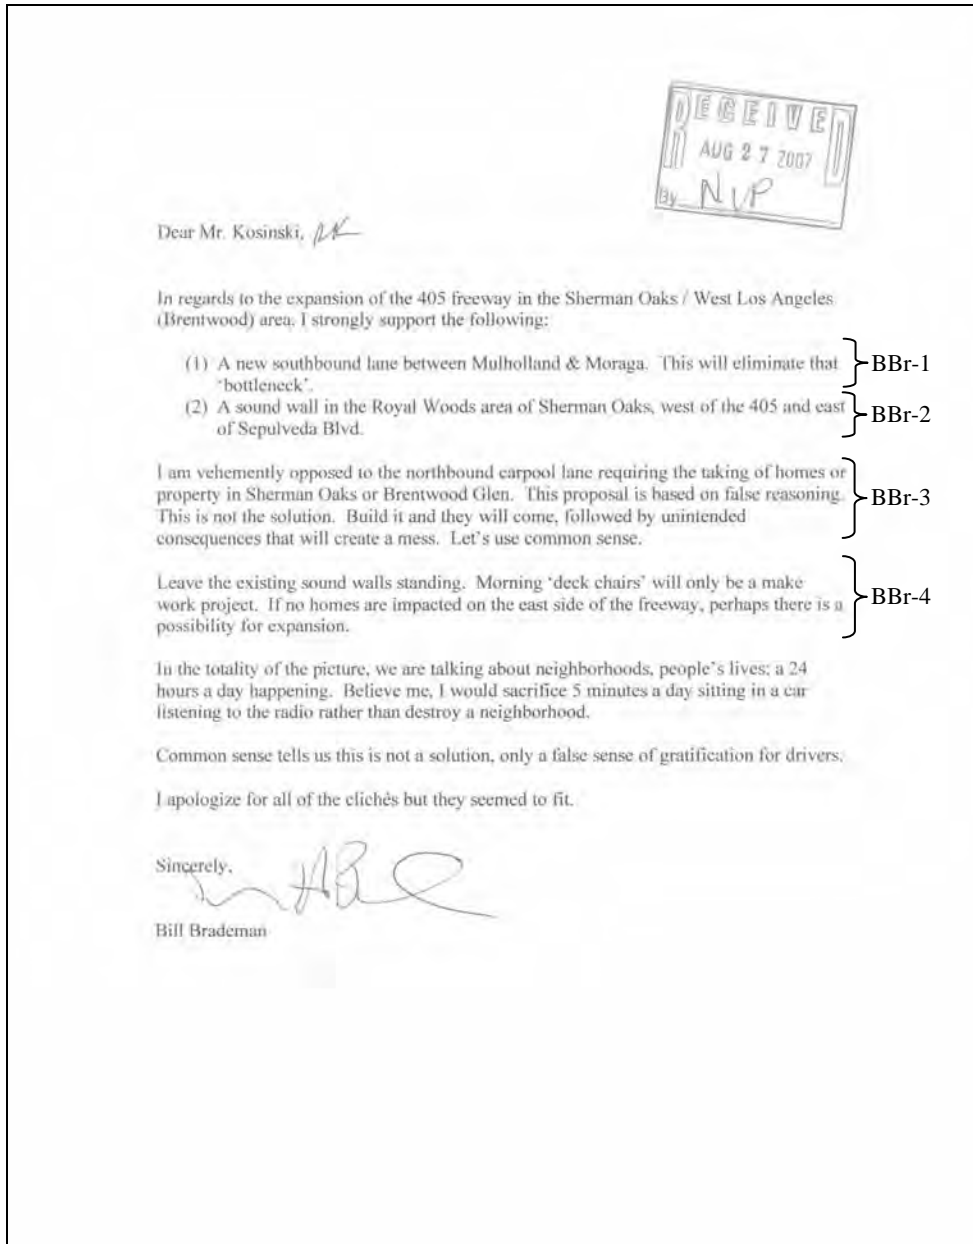 RECEIVED
AUG 27 2007
By NVP
Dear Mr. Kosinski,
In regards to the expansion of the 405 freeway in the Sherman Oaks / West Los Angeles
(Brentwood) area, I strongly support the following:
(1) A new southbound lane between Mulholland & Moraga. This will eliminate that
'bottleneck'.
BBr-1
(2) A sound wall in the Royal Woods area of Sherman Oaks, west of the 405 and east
of Sepulveda Blvd.
BBr-2
I am vehemently opposed to the northbound carpool lane requiring the taking of homes or
property in Sherman Oaks or Brentwood Glen. This proposal is based on false reasoning.
This is not the solution. Build it and they will come, followed by unintended
consequences that will create a mess. Let's use common sense.
BBr-3
Leave the existing sound walls standing. Morning 'deck chairs' will only be a make
work project. If no homes are impacted on the east side of the freeway, perhaps there is a
possibility for expansion.
BBr-4
In the totality of the picture, we are talking about neighborhoods, people's lives; a 24
hours a day happening. Believe me, I would sacrifice 5 minutes a day sitting in a car
listening to the radio rather than destroy a neighborhood.
Common sense tells us this is not a solution, only a false sense of gratification for drivers.
I apologize for all of the clichés but they seemed to fit.
Sincerely,
Bill Brademan